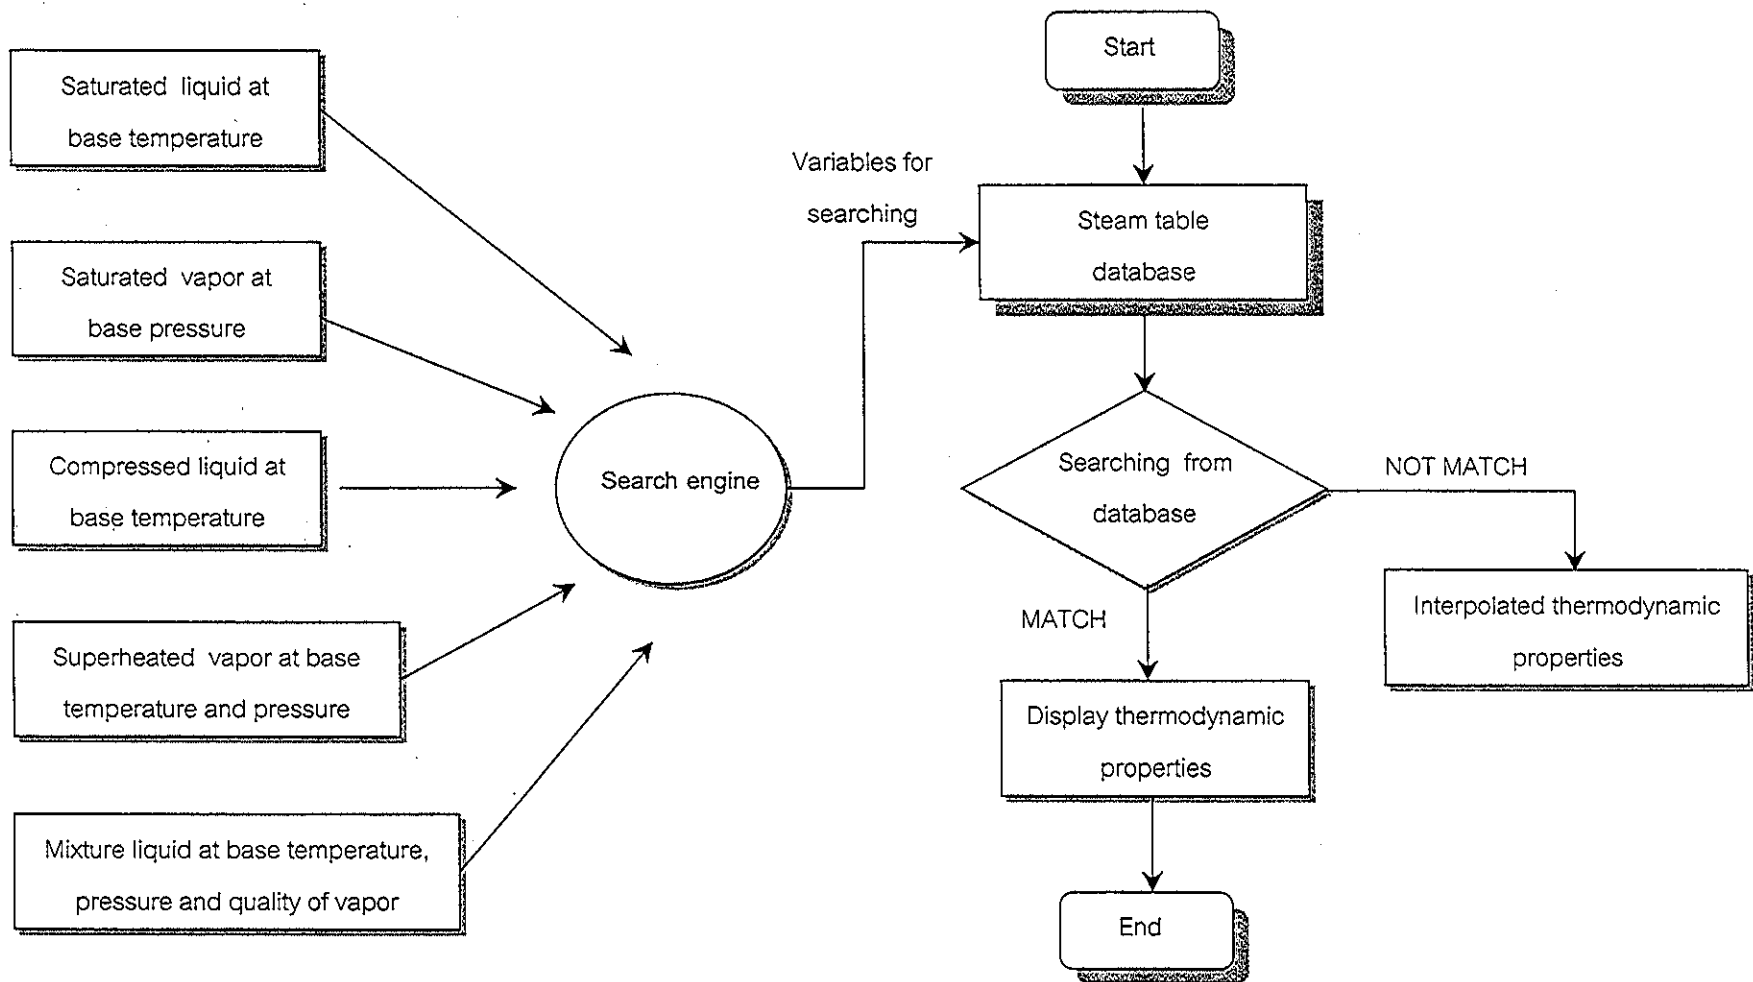 Saturated liquid at
base temperature
Saturated vapor at
base pressure
Compressed liquid at
base temperature
Superheated vapor at base
temperature and pressure
Mixture liquid at base temperature,
pressure and quality of vapor
Search engine
Variables for
searching
Start
Steam table
database
Searching from
database
NOT MATCH
Interpolated thermodynamic
properties
MATCH
Display thermodynamic
properties
End